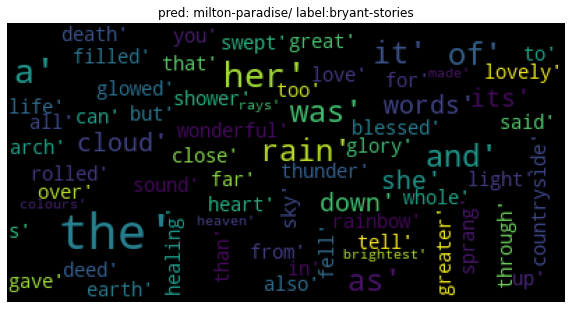 pred: milton-paradise/ label:bryant-stories
death' you' swept' great' it' of' to'
a' filled' that' her' love' for' made' lovely'
glowed' shower' rays' too' words' its'
life' can' but' was' blessed' said'
all' wonderful'
arch' cloud' close' rain' glory' and'
rolled' sound' far' thunder' she' light' countryside'
over' heart' sky' down' whole'
colours' heaven' rainbow' sprang'
s' the' healing' than' from' fell' tell' greater' through'
gave' deed' in' brightest' up'
earth' also' as'